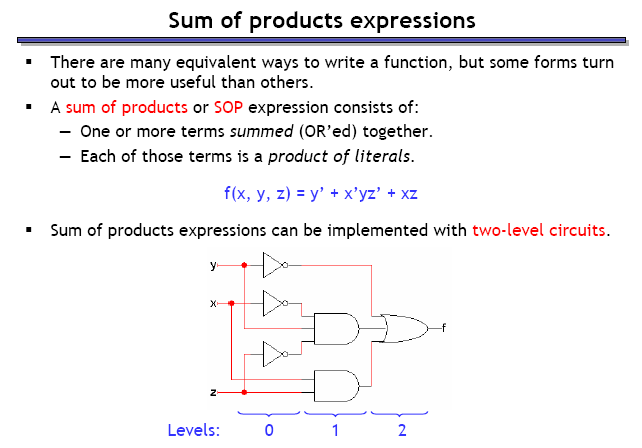 Sum of products expressions
▪ There are many equivalent ways to write a function, but some forms turn
out to be more useful than others.
▪ A sum of products or SOP expression consists of:
— One or more terms summed (OR’ed) together.
— Each of those terms is a product of literals.
f(x, y, z) = y’ + x’yz’ + xz
▪ Sum of products expressions can be implemented with two-level circuits.
y
x
f
z
Levels: 0 1 2